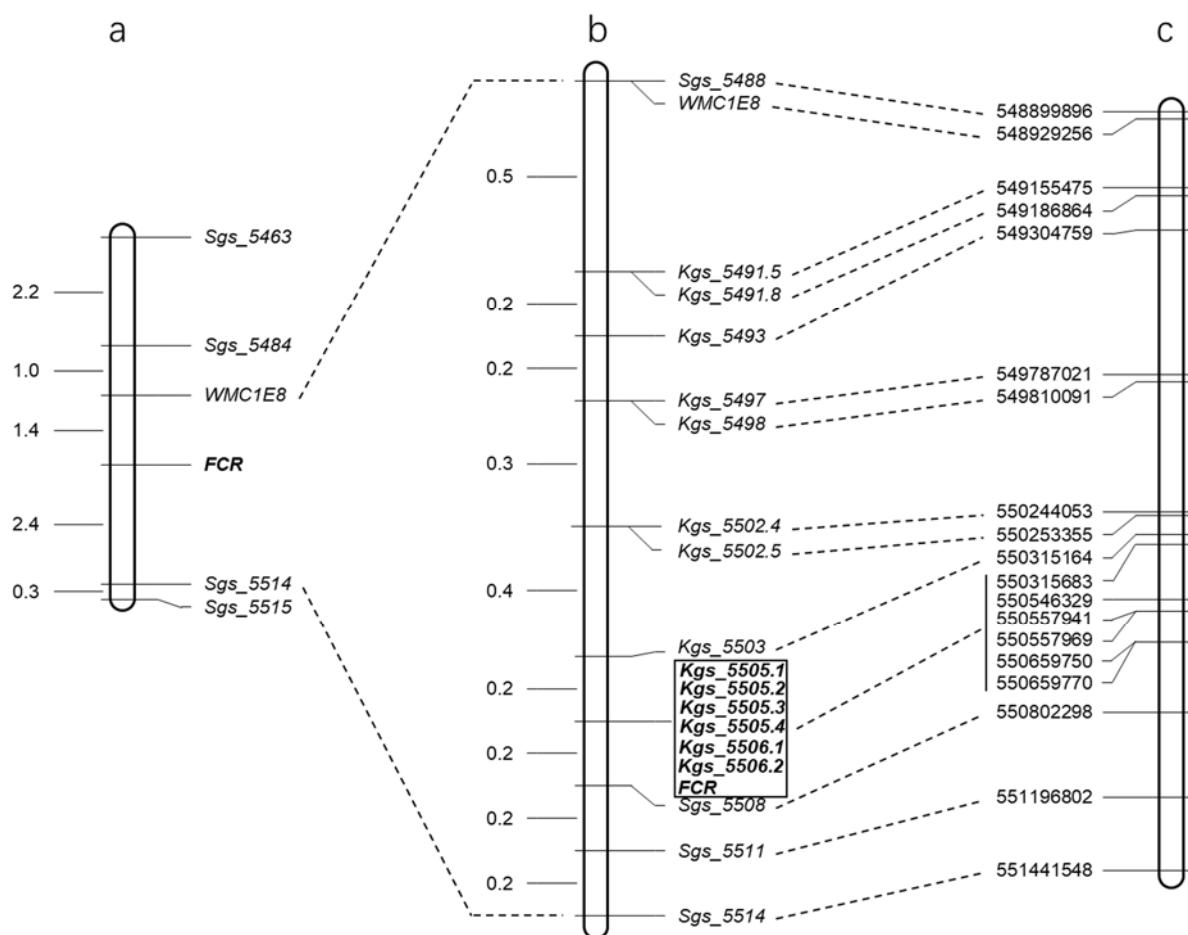 a
b
c
Sgs_5463
2.2
Sgs_5484
1.0
WMC1E8
1.4
FCR
2.4
Sgs_5514
0.3
Sgs_5515
Sgs_5488
WMC1E8
0.5
Kgs_5491.5
Kgs_5491.8
0.2
Kgs_5493
0.2
Kgs_5497
Kgs_5498
0.3
Kgs_5502.4
Kgs_5502.5
0.4
Kgs_5503
Kgs_5505.1
0.2
Kgs_5505.2
Kgs_5505.3
Kgs_5505.4
Kgs_5506.1
0.2
Kgs_5506.2
FCR
Sgs_5508
0.2
Sgs_5511
0.2
Sgs_5514
548899896
548929256
549155475
549186864
549304759
549787021
549810091
550244053
550253355
550315164
550315683
550546329
550557941
550557969
550659750
550659770
550802298
551196802
551441548